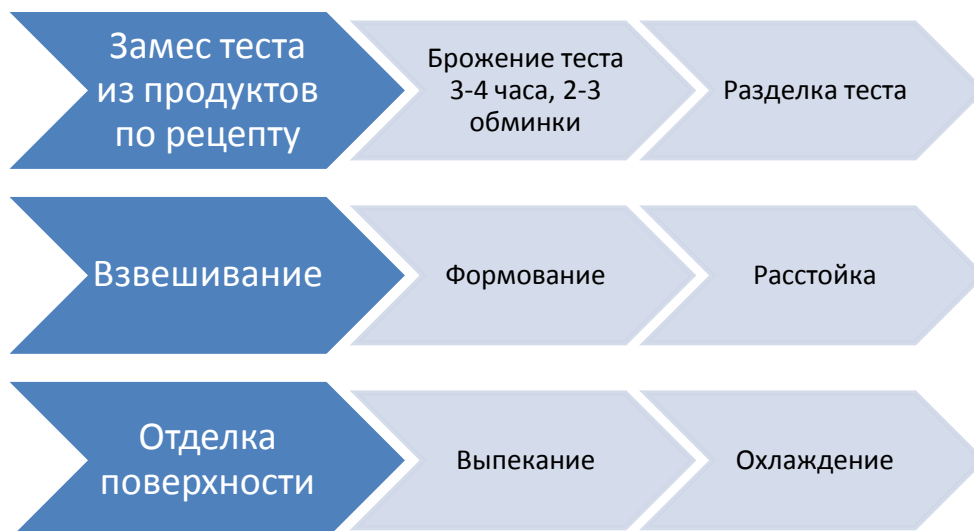 Замес теста
из продуктов
по рецепту
Брожение теста
3-4 часа, 2-3
обминки
Разделка теста
Взвешивание
Формование
Расстойка
Отделка
поверхности
Выпекание
Охлаждение